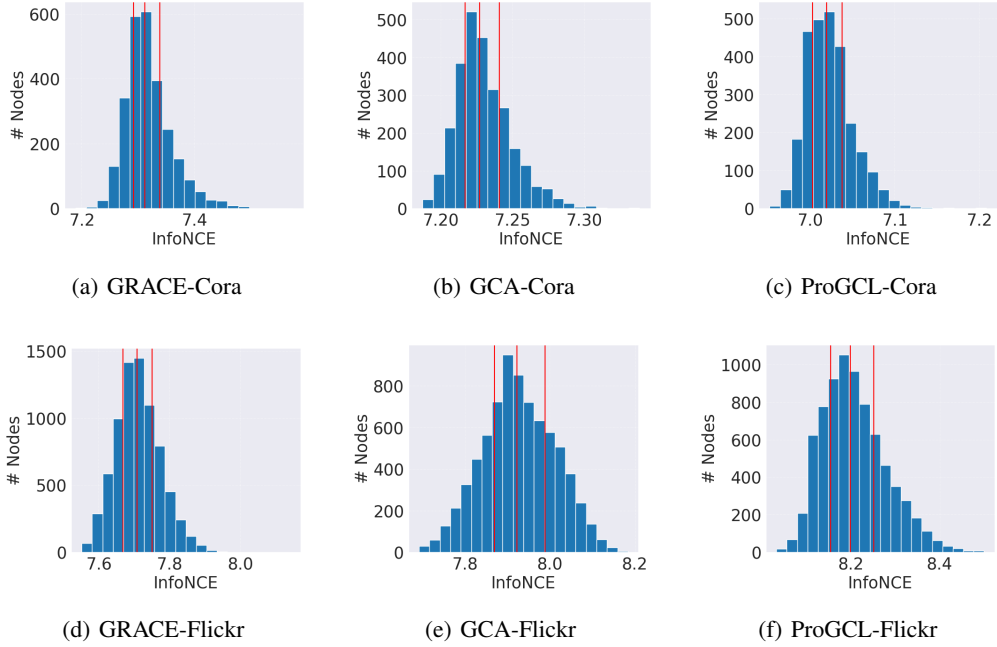 600
400
200
0
# Nodes
7.2 7.4
InfoNCE
(a) GRACE-Cora
500
400
300
200
100
0
# Nodes
7.20 7.25 7.30
InfoNCE
(b) GCA-Cora
500
400
300
200
100
0
# Nodes
7.0 7.1 7.2
InfoNCE
(c) ProGCL-Cora
1500
1000
500
0
# Nodes
7.6 7.8 8.0
InfoNCE
(d) GRACE-Flickr
800
600
400
200
0
# Nodes
7.8 8.0 8.2
InfoNCE
(e) GCA-Flickr
1000
800
600
400
200
0
# Nodes
8.2 8.4
InfoNCE
(f) ProGCL-Flickr